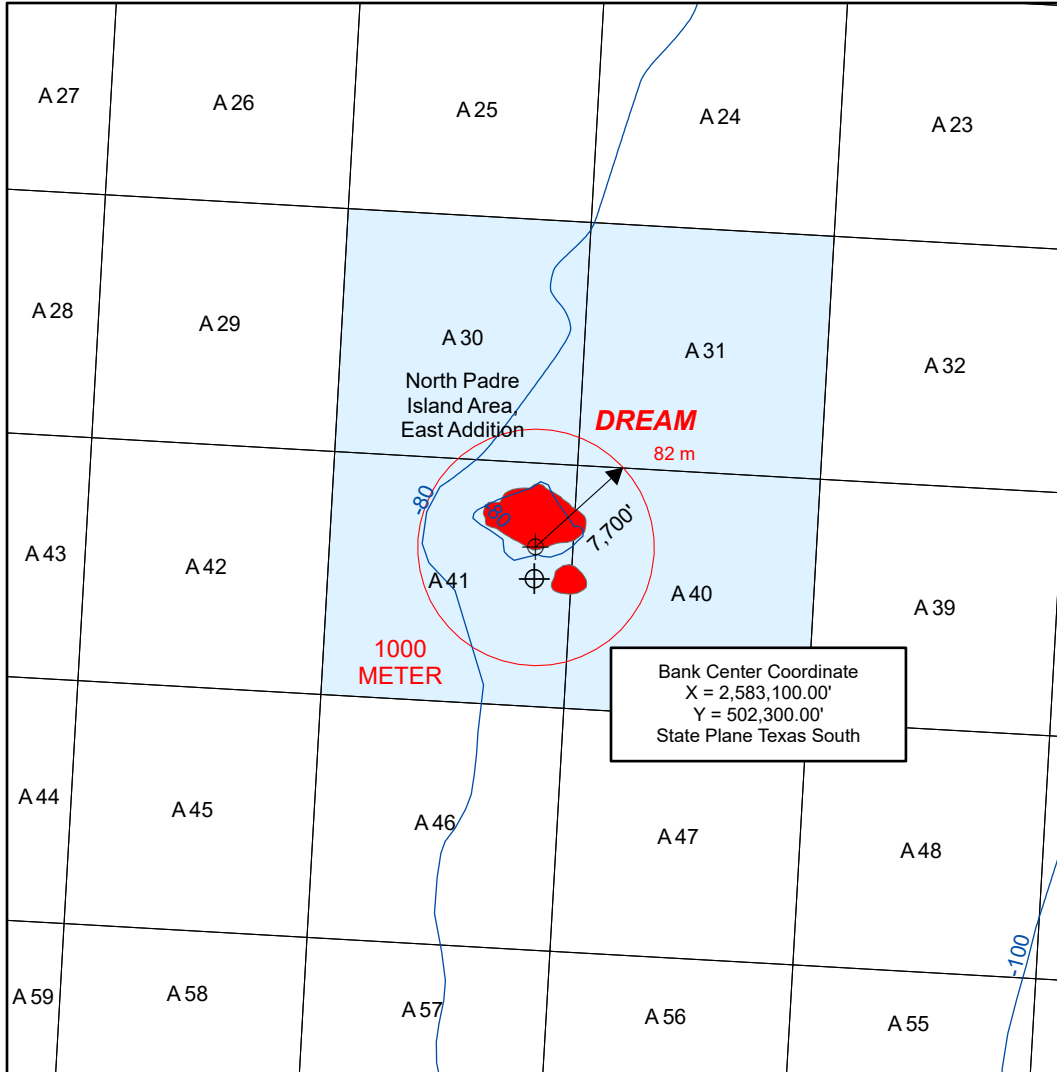 A 27
A 26
A 25
A 24
A 23
A 28
A 29
A 30
A 31
A 32
North Padre
Island Area,
East Addition
DREAM
82 m
-80
-80
7,700'
A 43
A 42
A 41
A 40
A 39
1000
METER
Bank Center Coordinate
X = 2,583,100.00'
Y = 502,300.00'
State Plane Texas South
A 44
A 45
A 46
A 47
A 48
-100
A 59
A 58
A 57
A 56
A 55